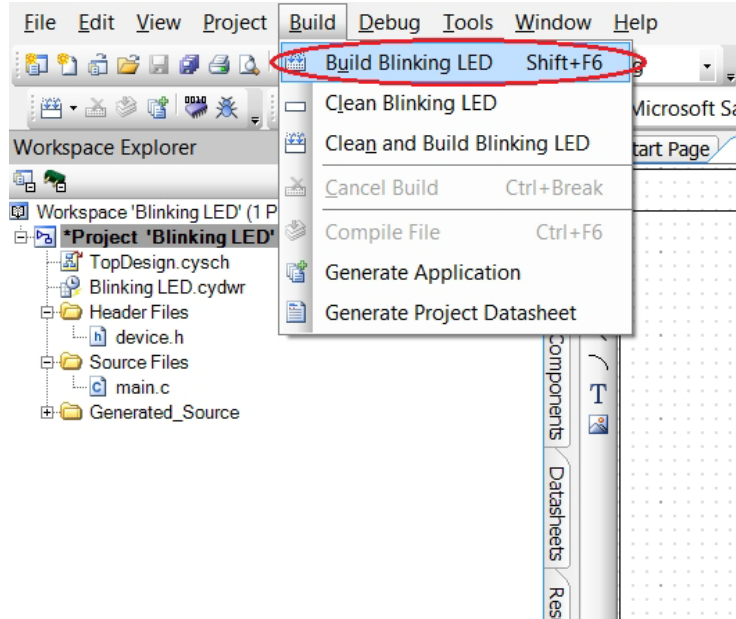 File Edit View Project Build Debug Tools Window Help
Build Blinking LED Shift+F6
Clean Blinking LED
Microsoft Sa
Workspace Explorer
Clean and Build Blinking LED
tart Page
Cancel Build Ctrl+Break
Workspace 'Blinking LED' (1 P
*Project 'Blinking LED'
Compile File Ctrl+F6
TopDesign.cysch
Generate Application
Blinking LED.cydwr
Header Files
Generate Project Datasheet
device.h
Source Files
main.c
Generated_Source
Components
T
Datasheets
Res